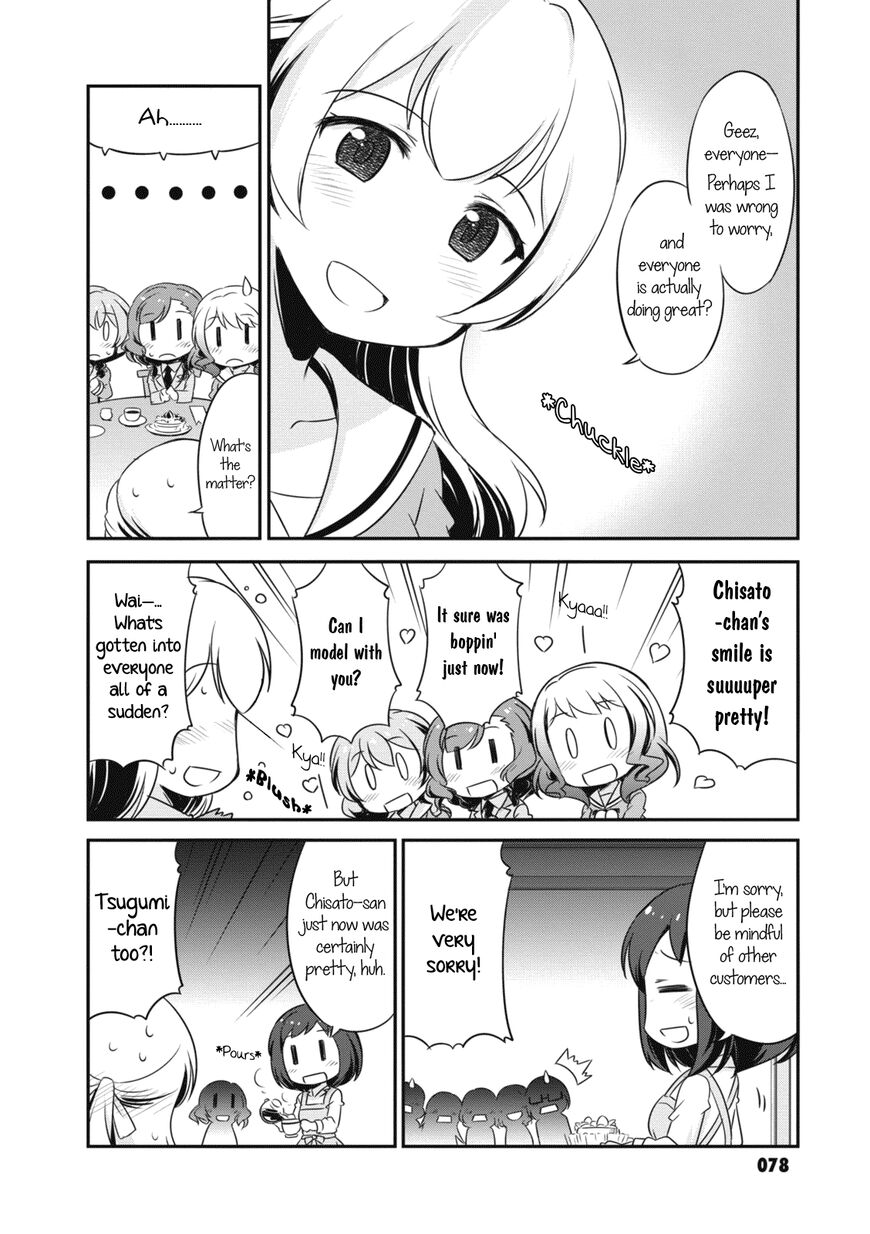 Geez,
everyone—
Perhaps I
was wrong
to worry,
and
everyone
is actually
doing great?
*Chuckle*
Ah..........
What's
the
matter?
Chisato
-chan's
smile is
suuuuper
pretty!
Kyaaa!!
It sure was
boppin'
just now!
Can I
model with
you?
Kya!!
Wai—...
What's
gotten into
everyone
all of a
sudden?
*Blush*
I'm sorry,
but please
be mindful
of other
customers...
We're
very
sorry!
But
Chisato-san
just now was
certainly
pretty, huh.
*Pours*
Tsugumi
-chan
too?!
078